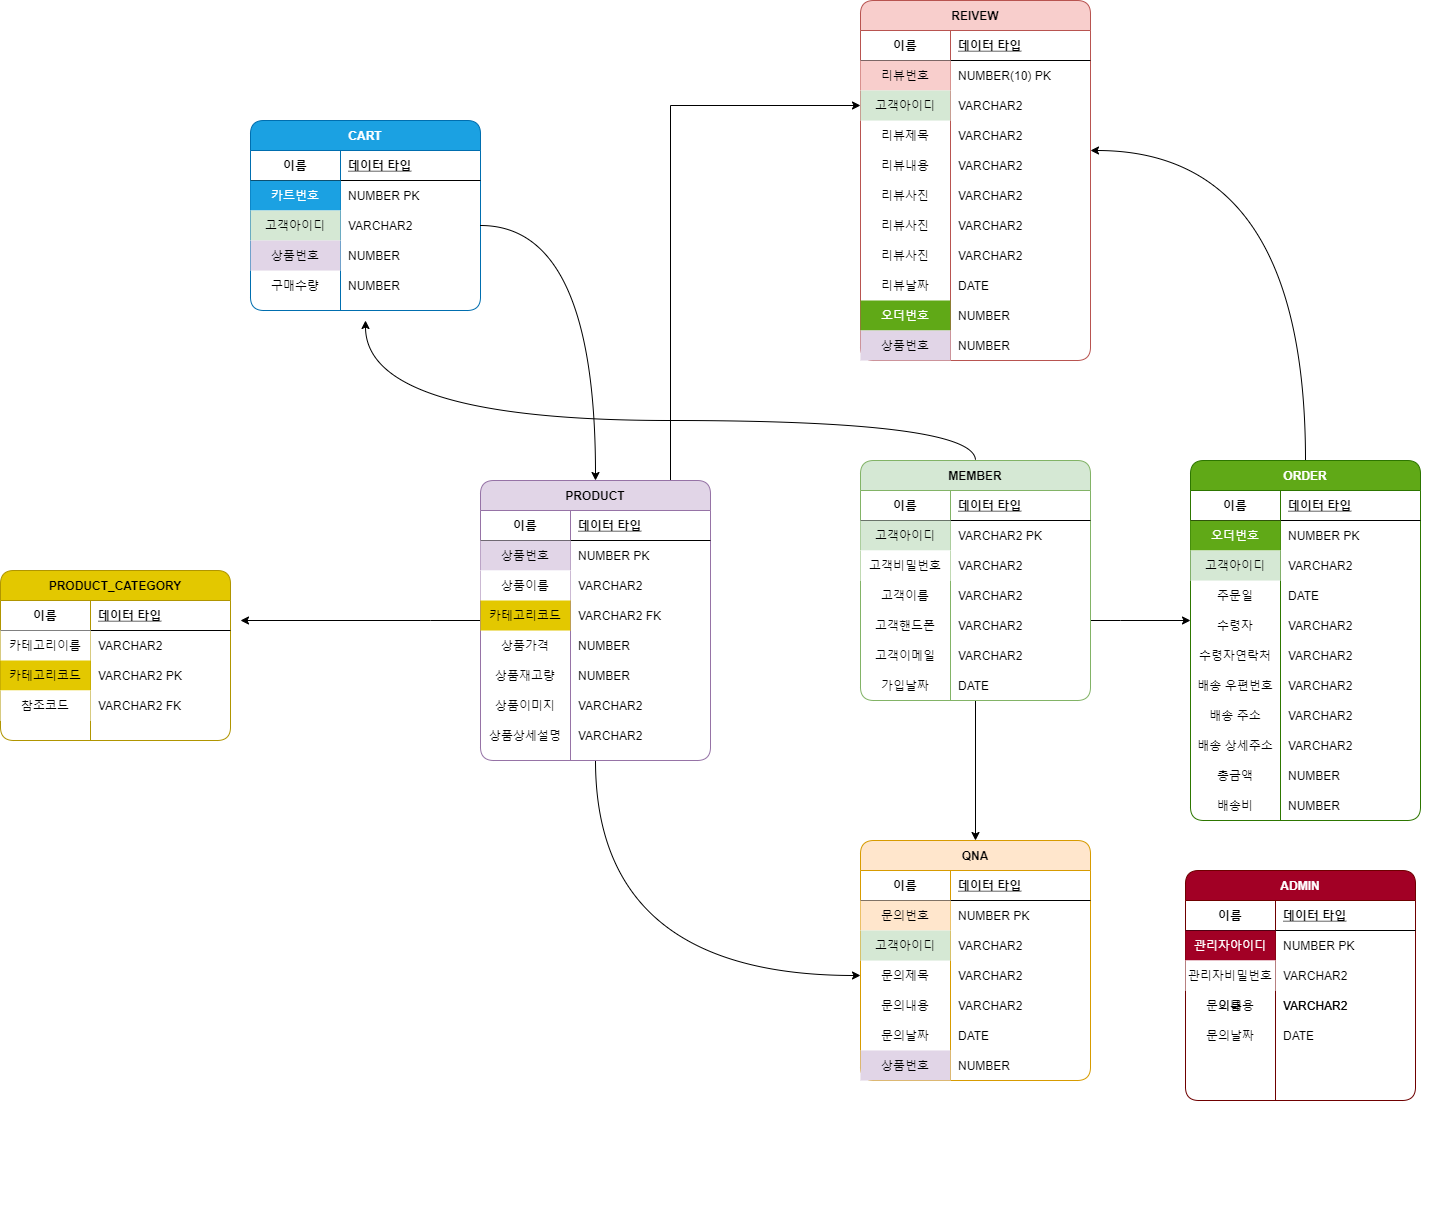 REIVEW
이름 데이터 타입
리뷰번호 NUMBER(10) PK
고객아이디 VARCHAR2
리뷰제목 VARCHAR2
리뷰내용 VARCHAR2
리뷰사진 VARCHAR2
리뷰사진 VARCHAR2
리뷰사진 VARCHAR2
리뷰날짜 DATE
오더번호 NUMBER
상품번호 NUMBER
CART
이름 데이터 타입
카트번호 NUMBER PK
고객아이디 VARCHAR2
상품번호 NUMBER
구매수량 NUMBER
PRODUCT
이름 데이터 타입
상품번호 NUMBER PK
상품이름 VARCHAR2
카테고리코드 VARCHAR2 FK
상품가격 NUMBER
상품재고량 NUMBER
상품이미지 VARCHAR2
상품상세설명 VARCHAR2
MEMBER
이름 데이터 타입
고객아이디 VARCHAR2 PK
고객비밀번호 VARCHAR2
고객이름 VARCHAR2
고객핸드폰 VARCHAR2
고객이메일 VARCHAR2
가입날짜 DATE
ORDER
이름 데이터 타입
오더번호 NUMBER PK
고객아이디 VARCHAR2
주문일 DATE
수령자 VARCHAR2
수령자연락처 VARCHAR2
배송 우편번호 VARCHAR2
배송 주소 VARCHAR2
배송 상세주소 VARCHAR2
총금액 NUMBER
배송비 NUMBER
PRODUCT_CATEGORY
이름 데이터 타입
카테고리이름 VARCHAR2
카테고리코드 VARCHAR2 PK
참조코드 VARCHAR2 FK
QNA
이름 데이터 타입
문의번호 NUMBER PK
고객아이디 VARCHAR2
문의제목 VARCHAR2
문의내용 VARCHAR2
문의날짜 DATE
상품번호 NUMBER
ADMIN
이름 데이터 타입
관리자아이디 NUMBER PK
관리자비밀번호 VARCHAR2
VARCHAR2
문의날짜 DATE